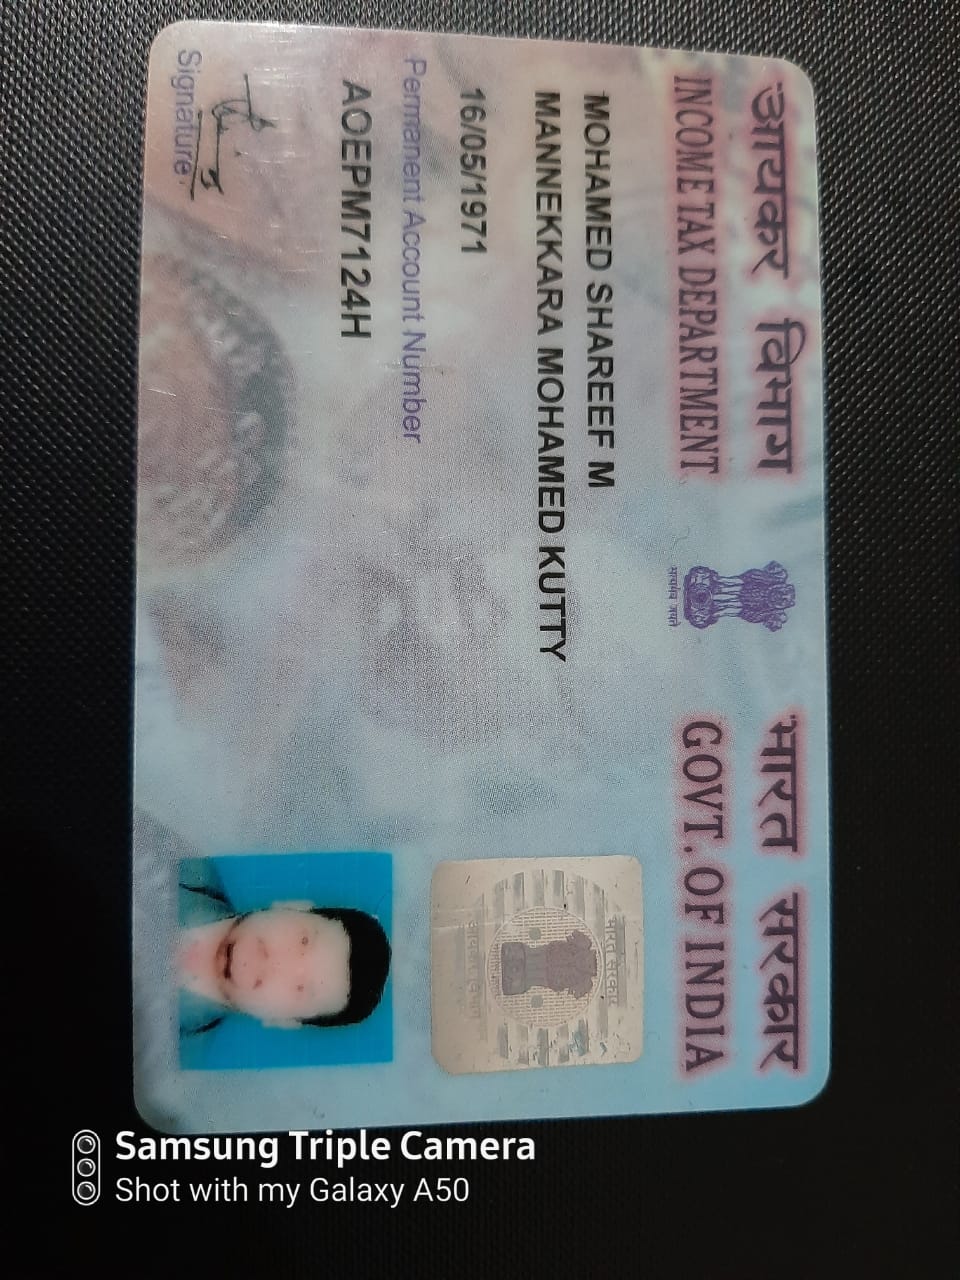 आयकर विभाग
INCOME TAX DEPARTMENT
भारत सरकार
GOVT. OF INDIA
सत्यमेव जयते
MOHAMED SHAREEF M
MANNEKKARA MOHAMED KUTTY
16/05/1971
Permanent Account Number
AOEPM7124H
Signature
भारत सरकार
आयकर विभाग
Samsung Triple Camera
Shot with my Galaxy A50